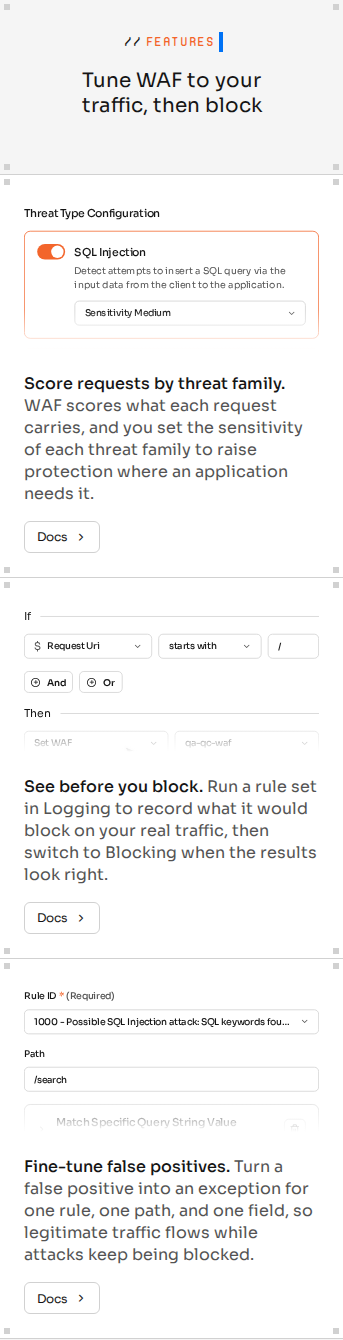 FEATURES
Tune WAF to your
traffic, then block
Threat Type Configuration
SQL Injection
Detect attempts to insert a SQL query via the
input data from the client to the application.
Sensitivity Medium
Score requests by threat family.
WAF scores what each request
carries, and you set the sensitivity
of each threat family to raise
protection where an application
needs it.
Docs
If
$ Request Uri starts with /
And Or
Then
Set WAF qa-qc-waf
See before you block. Run a rule set
in Logging to record what it would
block on your real traffic, then
switch to Blocking when the results
look right.
Docs
Rule ID * (Required)
1000 - Possible SQL Injection attack: SQL keywords fou...
Path
/search
Match Specific Query String Value
Fine-tune false positives. Turn a
false positive into an exception for
one rule, one path, and one field, so
legitimate traffic flows while
attacks keep being blocked.
Docs